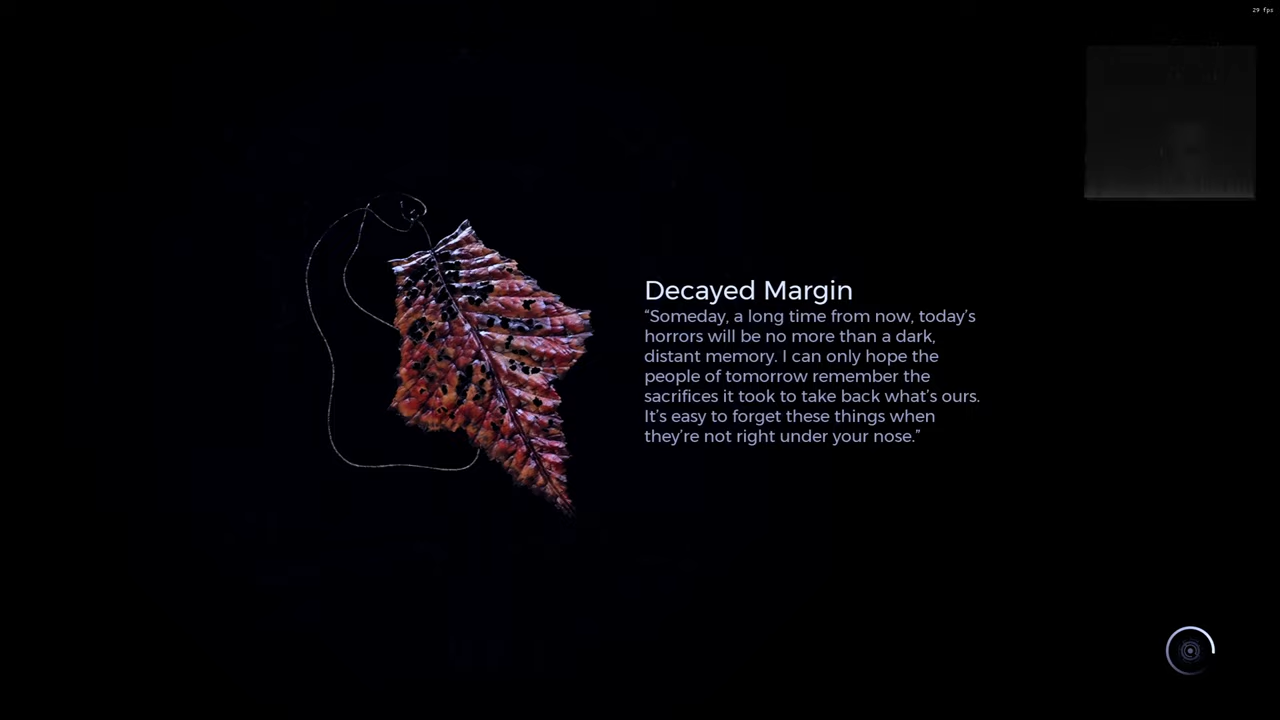 29 fps
Decayed Margin
“Someday, a long time from now, today’s
horrors will be no more than a dark,
distant memory. I can only hope the
people of tomorrow remember the
sacrifices it took to take back what’s ours.
It’s easy to forget these things when
they’re not right under your nose.”